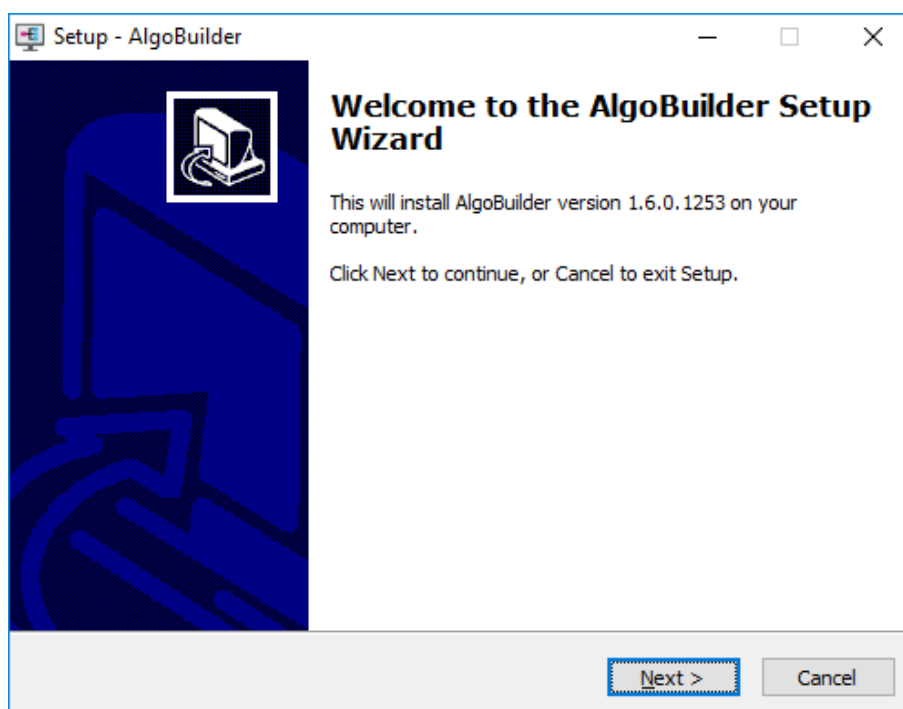 Setup - AlgoBuilder
Welcome to the AlgoBuilder Setup
Wizard
This will install AlgoBuilder version 1.6.0.1253 on your
computer.
Click Next to continue, or Cancel to exit Setup.
Next >
Cancel